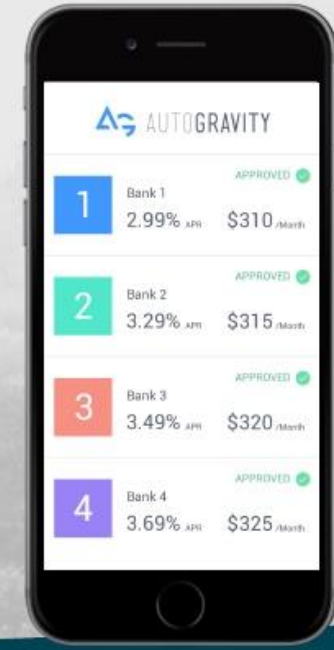 AUTOGRAVITY
APPROVED
1
Bank 1
2.99% APR $310 /Month
APPROVED
2
Bank 2
3.29% APR $315 /Month
APPROVED
3
Bank 3
3.49% APR $320 /Month
APPROVED
4
Bank 4
3.69% APR $325 /Month